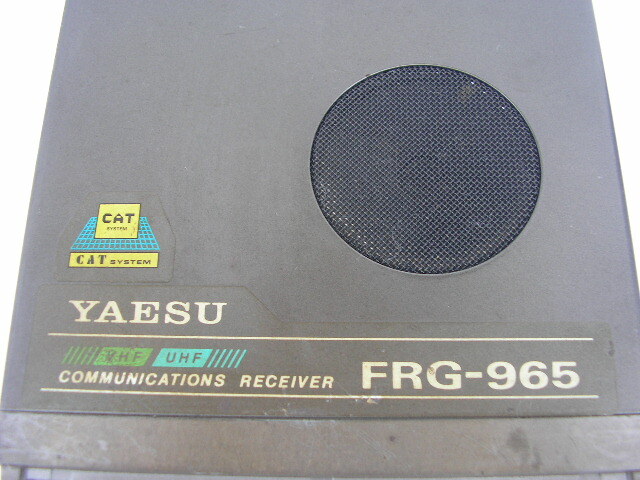 CAT
SYSTEM
CAT SYSTEM
YAESU
VHF UHF
COMMUNICATIONS RECEIVER FRG-965